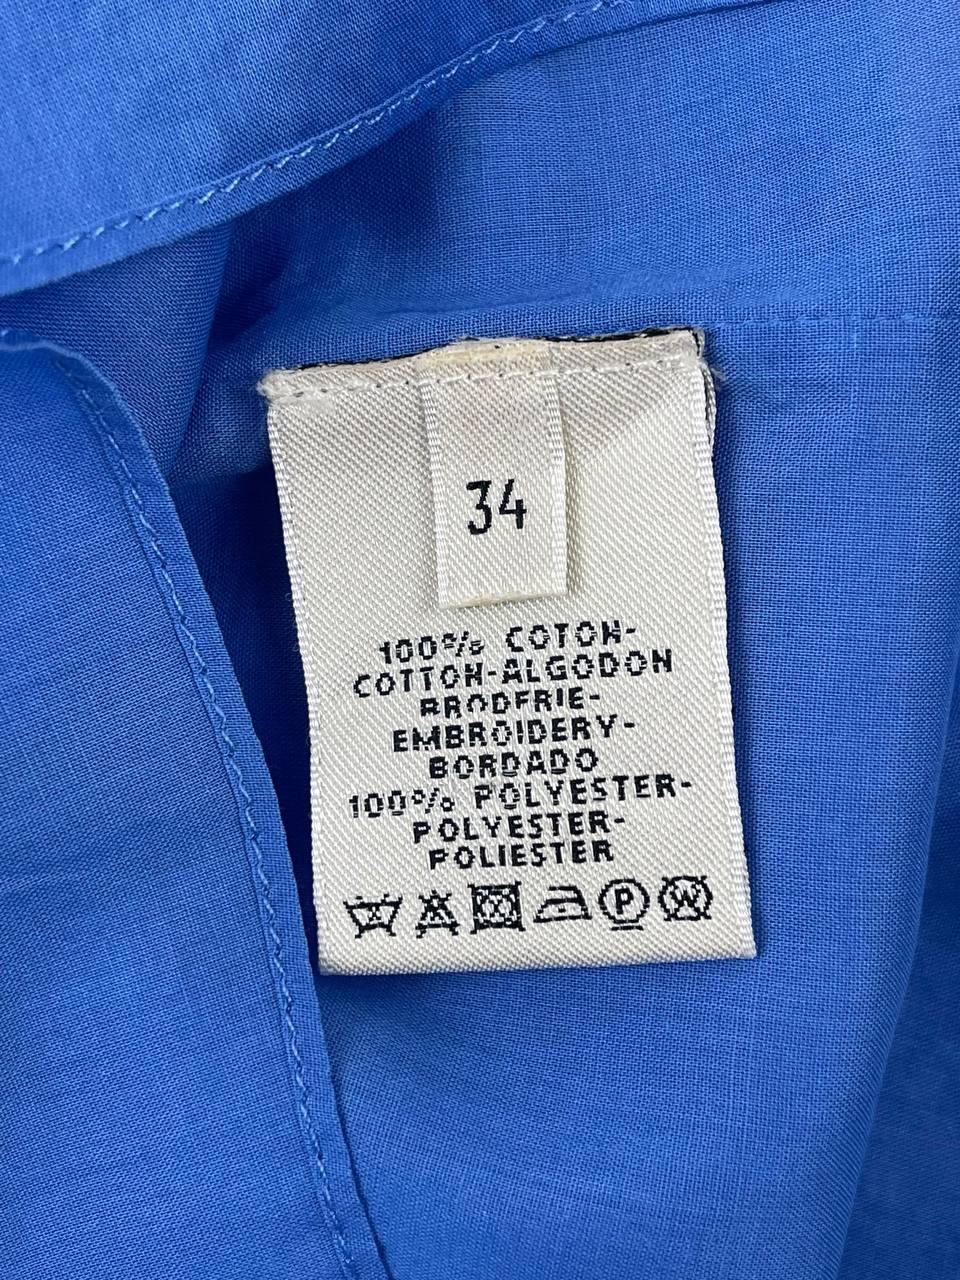 34
100% COTON-
COTTON-ALGODON
BRODERIE-
EMBROIDERY-
BORDADO
100% POLYESTER-
POLYESTER-
POLIESTER
P W